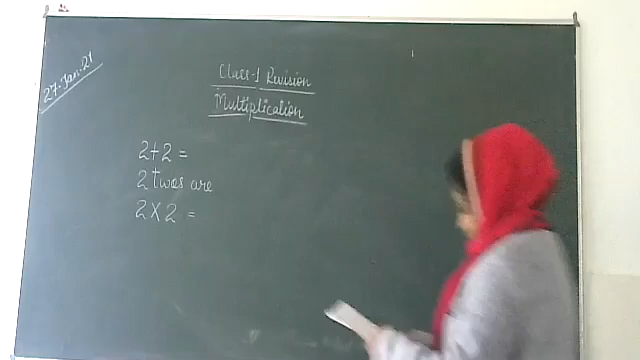 27-Jan-21
Class-1 Revision
Multiplication
2+2 =
2 twos are
2×2 =